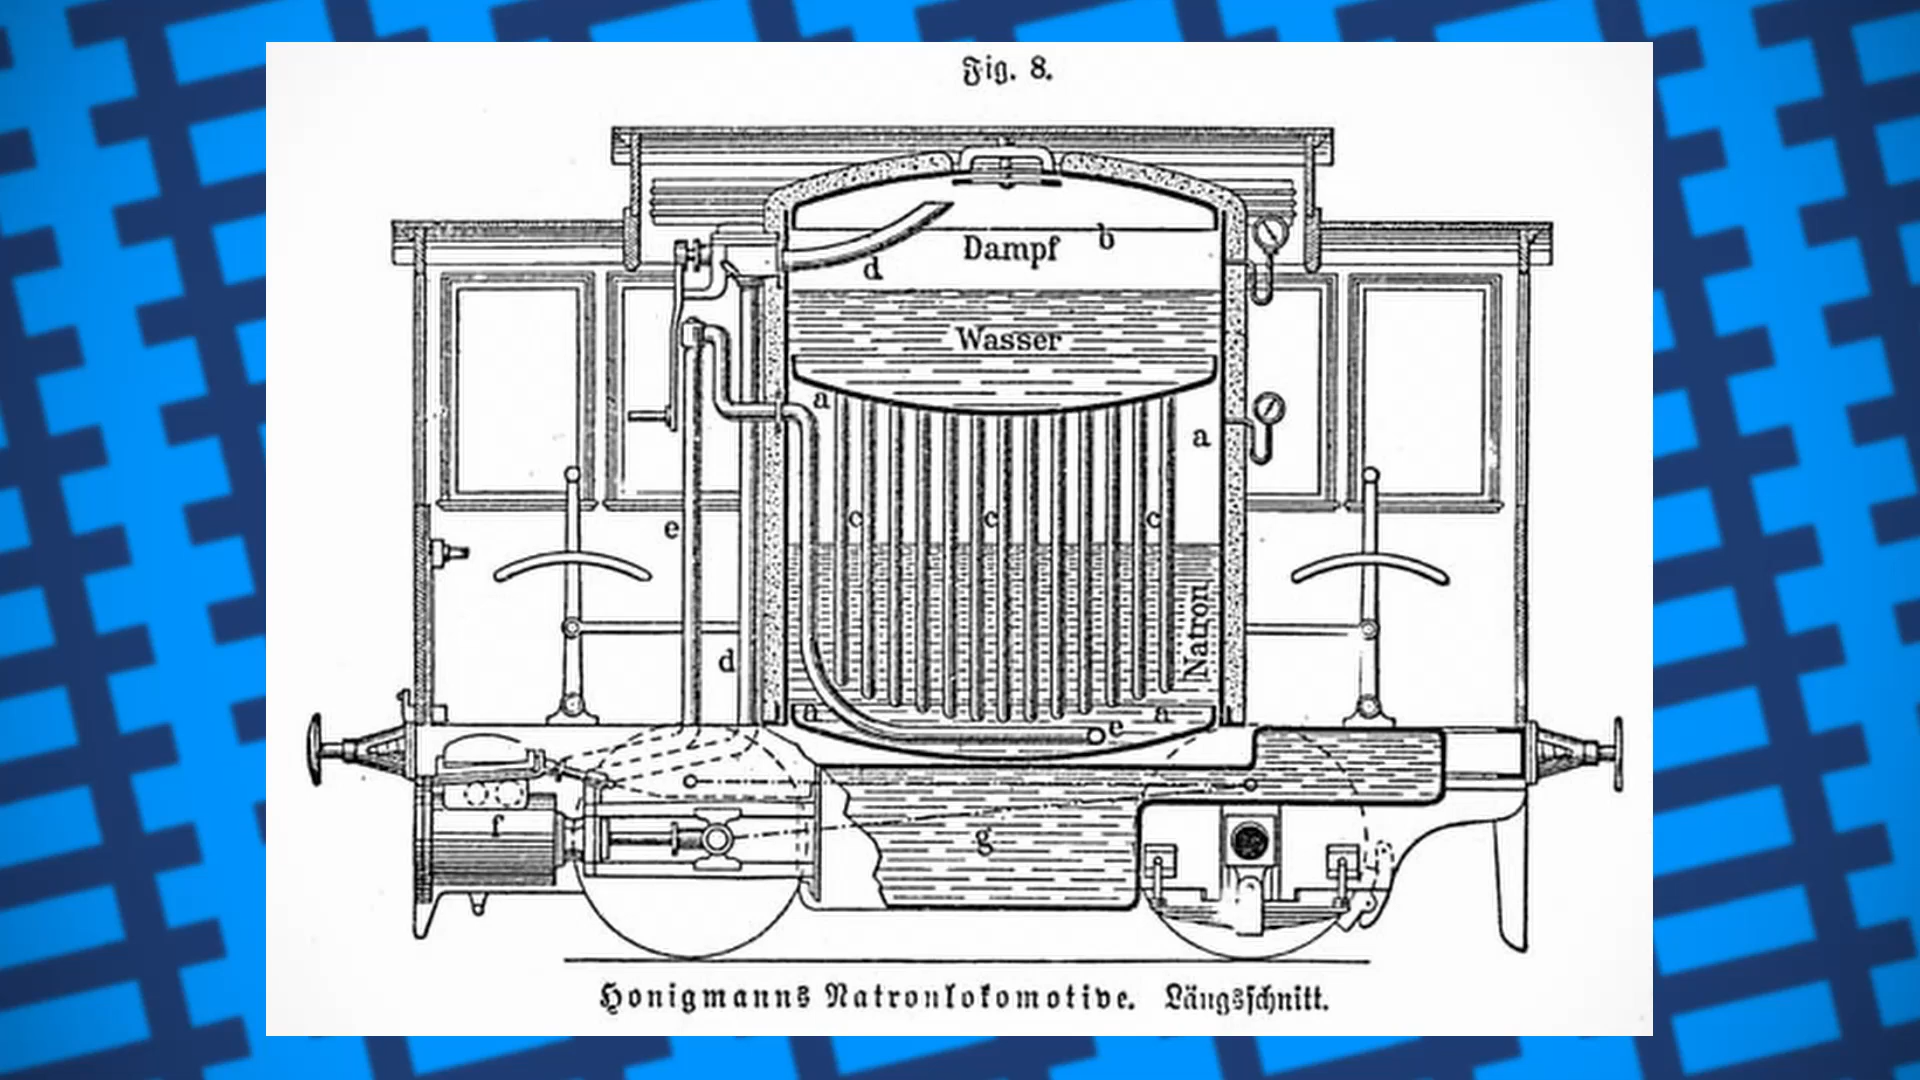 Fig. 8.
b
Dampf
d
Wasser
a
a
c c c
e
Natron
d
a a
e
f
g
Honigmanns Natronlokomotive. Längsschnitt.